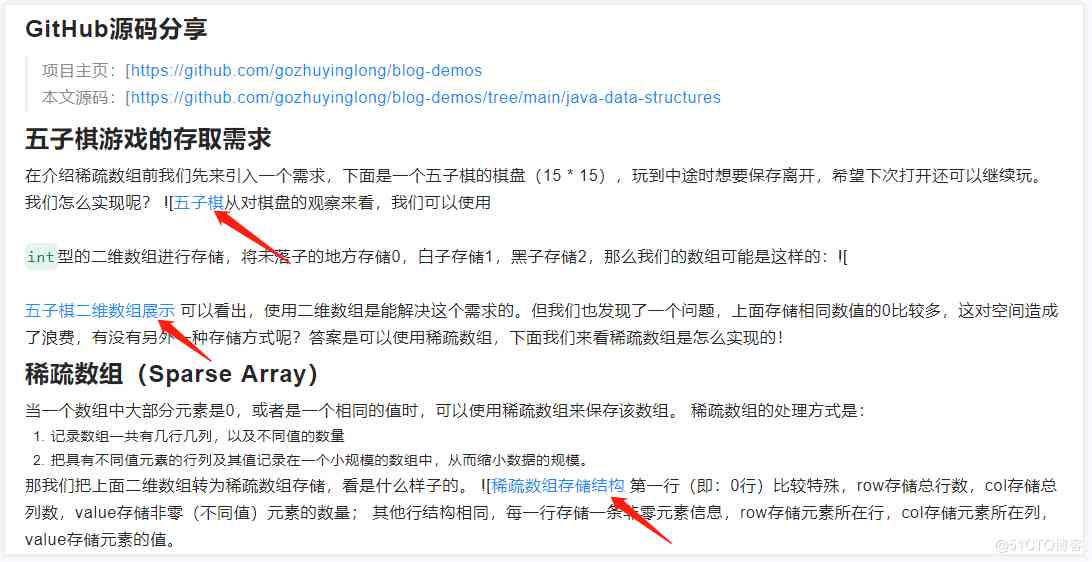 GitHub源码分享
项目主页：[https://github.com/gozhuyinglong/blog-demos
本文源码：[https://github.com/gozhuyinglong/blog-demos/tree/main/java-data-structures
五子棋游戏的存取需求
在介绍稀疏数组前我们先来引入一个需求，下面是一个五子棋的棋盘（15 * 15），玩到中途时想要保存离开，希望下次打开还可以继续玩。
我们怎么实现呢？ ![五子棋从对棋盘的观察来看，我们可以使用
int型的二维数组进行存储，将未落子的地方存储0，白子存储1，黑子存储2，那么我们的数组可能是这样的：![
五子棋二维数组展示 可以看出，使用二维数组是能解决这个需求的。但我们也发现了一个问题，上面存储相同数值的0比较多，这对空间造成
了浪费，有没有另外一种存储方式呢？答案是可以使用稀疏数组，下面我们来看稀疏数组是怎么实现的！
稀疏数组（Sparse Array）
当一个数组中大部分元素是0，或者是一个相同的值时，可以使用稀疏数组来保存该数组。 稀疏数组的处理方式是：
1. 记录数组一共有几行几列，以及不同值的数量
2. 把具有不同值元素的行列及其值记录在一个小规模的数组中，从而缩小数据的规模。
那我们把上面二维数组转为稀疏数组存储，看是什么样子的。 ![稀疏数组存储结构 第一行（即：0行）比较特殊，row存储总行数，col存储总
列数，value存储非零（不同值）元素的数量； 其他行结构相同，每一行存储一条非零元素信息，row存储元素所在行，col存储元素所在列，
value存储元素的值。
@51CTO博客